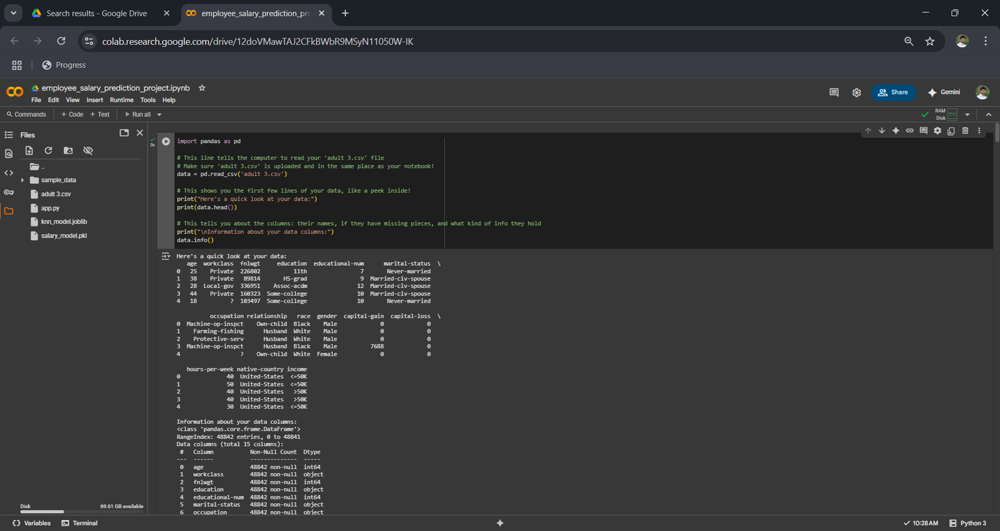 Search results - Google Drive
employee_salary_prediction_pr
colab.research.google.com/drive/12doVMawTAJ2CFkBWbR9MSyN11050W-IK
Progress
employee_salary_prediction_project.ipynb
File Edit View Insert Runtime Tools Help
Share
Gemini
Commands + Code + Text Run all
RAM
Disk
Files
..
sample_data
adult 3.csv
app.py
knn_model.joblib
salary_model.pkl
Disk 69.61 GB available
0s
import pandas as pd
# This line tells the computer to read your 'adult 3.csv' file
# Make sure 'adult 3.csv' is uploaded and in the same place as your notebook!
data = pd.read_csv('adult 3.csv')
# This shows you the first few lines of your data, like a peek inside!
print("Here's a quick look at your data:")
print(data.head())
# This tells you about the columns: their names, if they have missing pieces, and what kind of info they hold
print("\nInformation about your data columns:")
data.info()
Here's a quick look at your data:
age workclass fnlwgt education educational-num marital-status \
0 25 Private 226802 11th 7 Never-married
1 38 Private 89814 HS-grad 9 Married-civ-spouse
2 28 Local-gov 336951 Assoc-acdm 12 Married-civ-spouse
3 44 Private 160323 Some-college 10 Married-civ-spouse
4 18 ? 103497 Some-college 10 Never-married
occupation relationship race gender capital-gain capital-loss \
0 Machine-op-inspct Own-child Black Male 0 0
1 Farming-fishing Husband White Male 0 0
2 Protective-serv Husband White Male 0 0
3 Machine-op-inspct Husband Black Male 7688 0
4 ? Own-child White Female 0 0
hours-per-week native-country income
0 40 United-States <=50K
1 50 United-States <=50K
2 40 United-States >50K
3 40 United-States >50K
4 30 United-States <=50K
Information about your data columns:
<class 'pandas.core.frame.DataFrame'>
RangeIndex: 48842 entries, 0 to 48841
Data columns (total 15 columns):
# Column Non-Null Count Dtype
--- ------ -------------- -----
0 age 48842 non-null int64
1 workclass 48842 non-null object
2 fnlwgt 48842 non-null int64
3 education 48842 non-null object
4 educational-num 48842 non-null int64
5 marital-status 48842 non-null object
6 occupation 48842 non-null object
Variables Terminal
10:28 AM Python 3